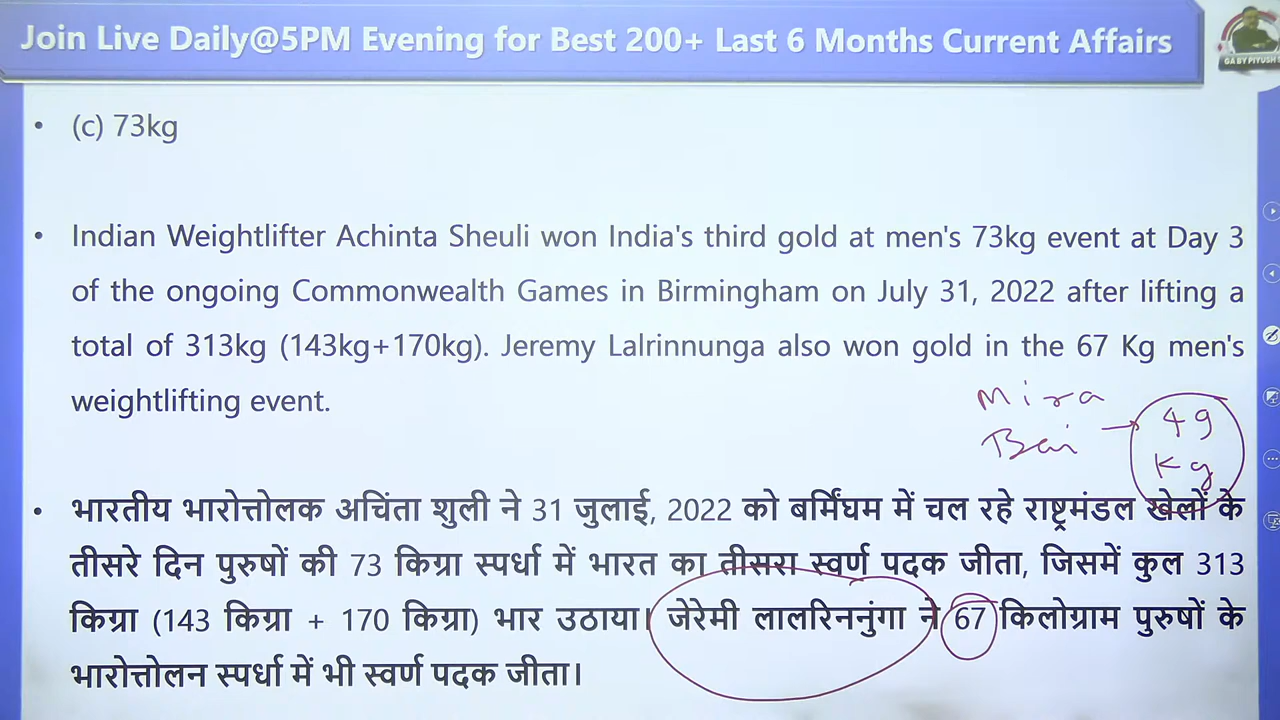 Join Live Daily@5PM Evening for Best 200+ Last 6 Months Current Affairs
GA BY PIYUSH
• (c) 73kg
• Indian Weightlifter Achinta Sheuli won India's third gold at men's 73kg event at Day 3
of the ongoing Commonwealth Games in Birmingham on July 31, 2022 after lifting a
total of 313kg (143kg+170kg). Jeremy Lalrinnunga also won gold in the 67 Kg men's
weightlifting event.
Mira
Bai → 49
Kg
• भारतीय भारोत्तोलक अचिंता शुली ने 31 जुलाई, 2022 को बर्मिंघम में चल रहे राष्ट्रमंडल खेलों के
तीसरे दिन पुरुषों की 73 किग्रा स्पर्धा में भारत का तीसरा स्वर्ण पदक जीता, जिसमें कुल 313
किग्रा (143 किग्रा + 170 किग्रा) भार उठाया। जेरेमी लालरिननुंगा ने 67 किलोग्राम पुरुषों के
भारोत्तोलन स्पर्धा में भी स्वर्ण पदक जीता।